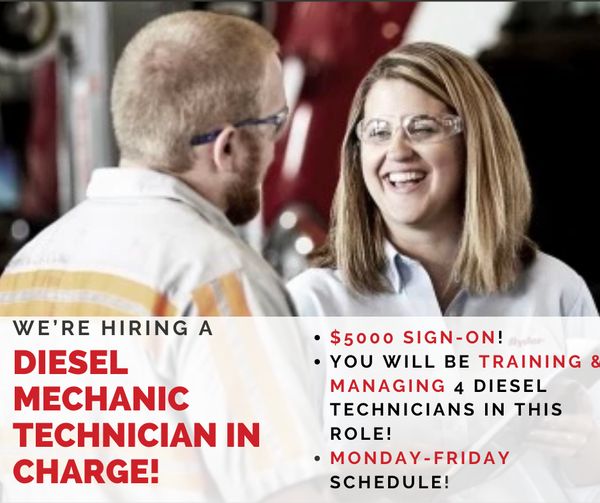 WE'RE HIRING A
DIESEL
MECHANIC
TECHNICIAN IN
CHARGE!
• $5000 SIGN-ON!
• YOU WILL BE TRAINING &
MANAGING 4 DIESEL
TECHNICIANS IN THIS
ROLE!
• MONDAY-FRIDAY
SCHEDULE!
Ryder